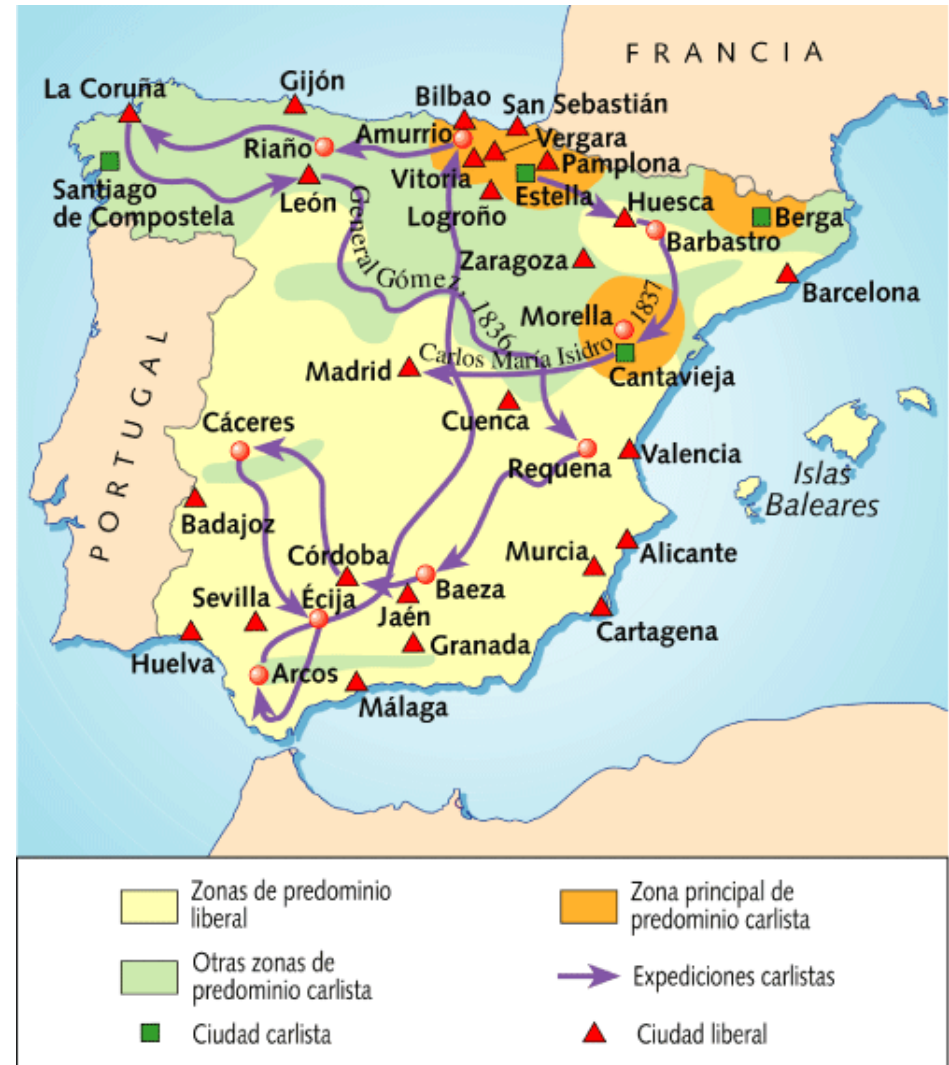 FRANCIA
La Coruña
Gijón
Bilbao
San Sebastián
Amurrio
Vergara
Riaño
Pamplona
Vitoria
Santiago
de Compostela
León
Estella
Logroño
Huesca
Berga
Barbastro
General Gómez, 1836
Zaragoza
Barcelona
Morella
1837
Carlos María Isidro
Madrid
Cantavieja
PORTUGAL
Cuenca
Cáceres
Requena
Valencia
Islas
Baleares
Badajoz
Murcia
Alicante
Córdoba
Sevilla
Écija
Jaén
Baeza
Cartagena
Huelva
Granada
Arcos
Málaga
Zonas de predominio
liberal
Zona principal de
predominio carlista
Otras zonas de
predominio carlista
Expediciones carlistas
Ciudad carlista
Ciudad liberal